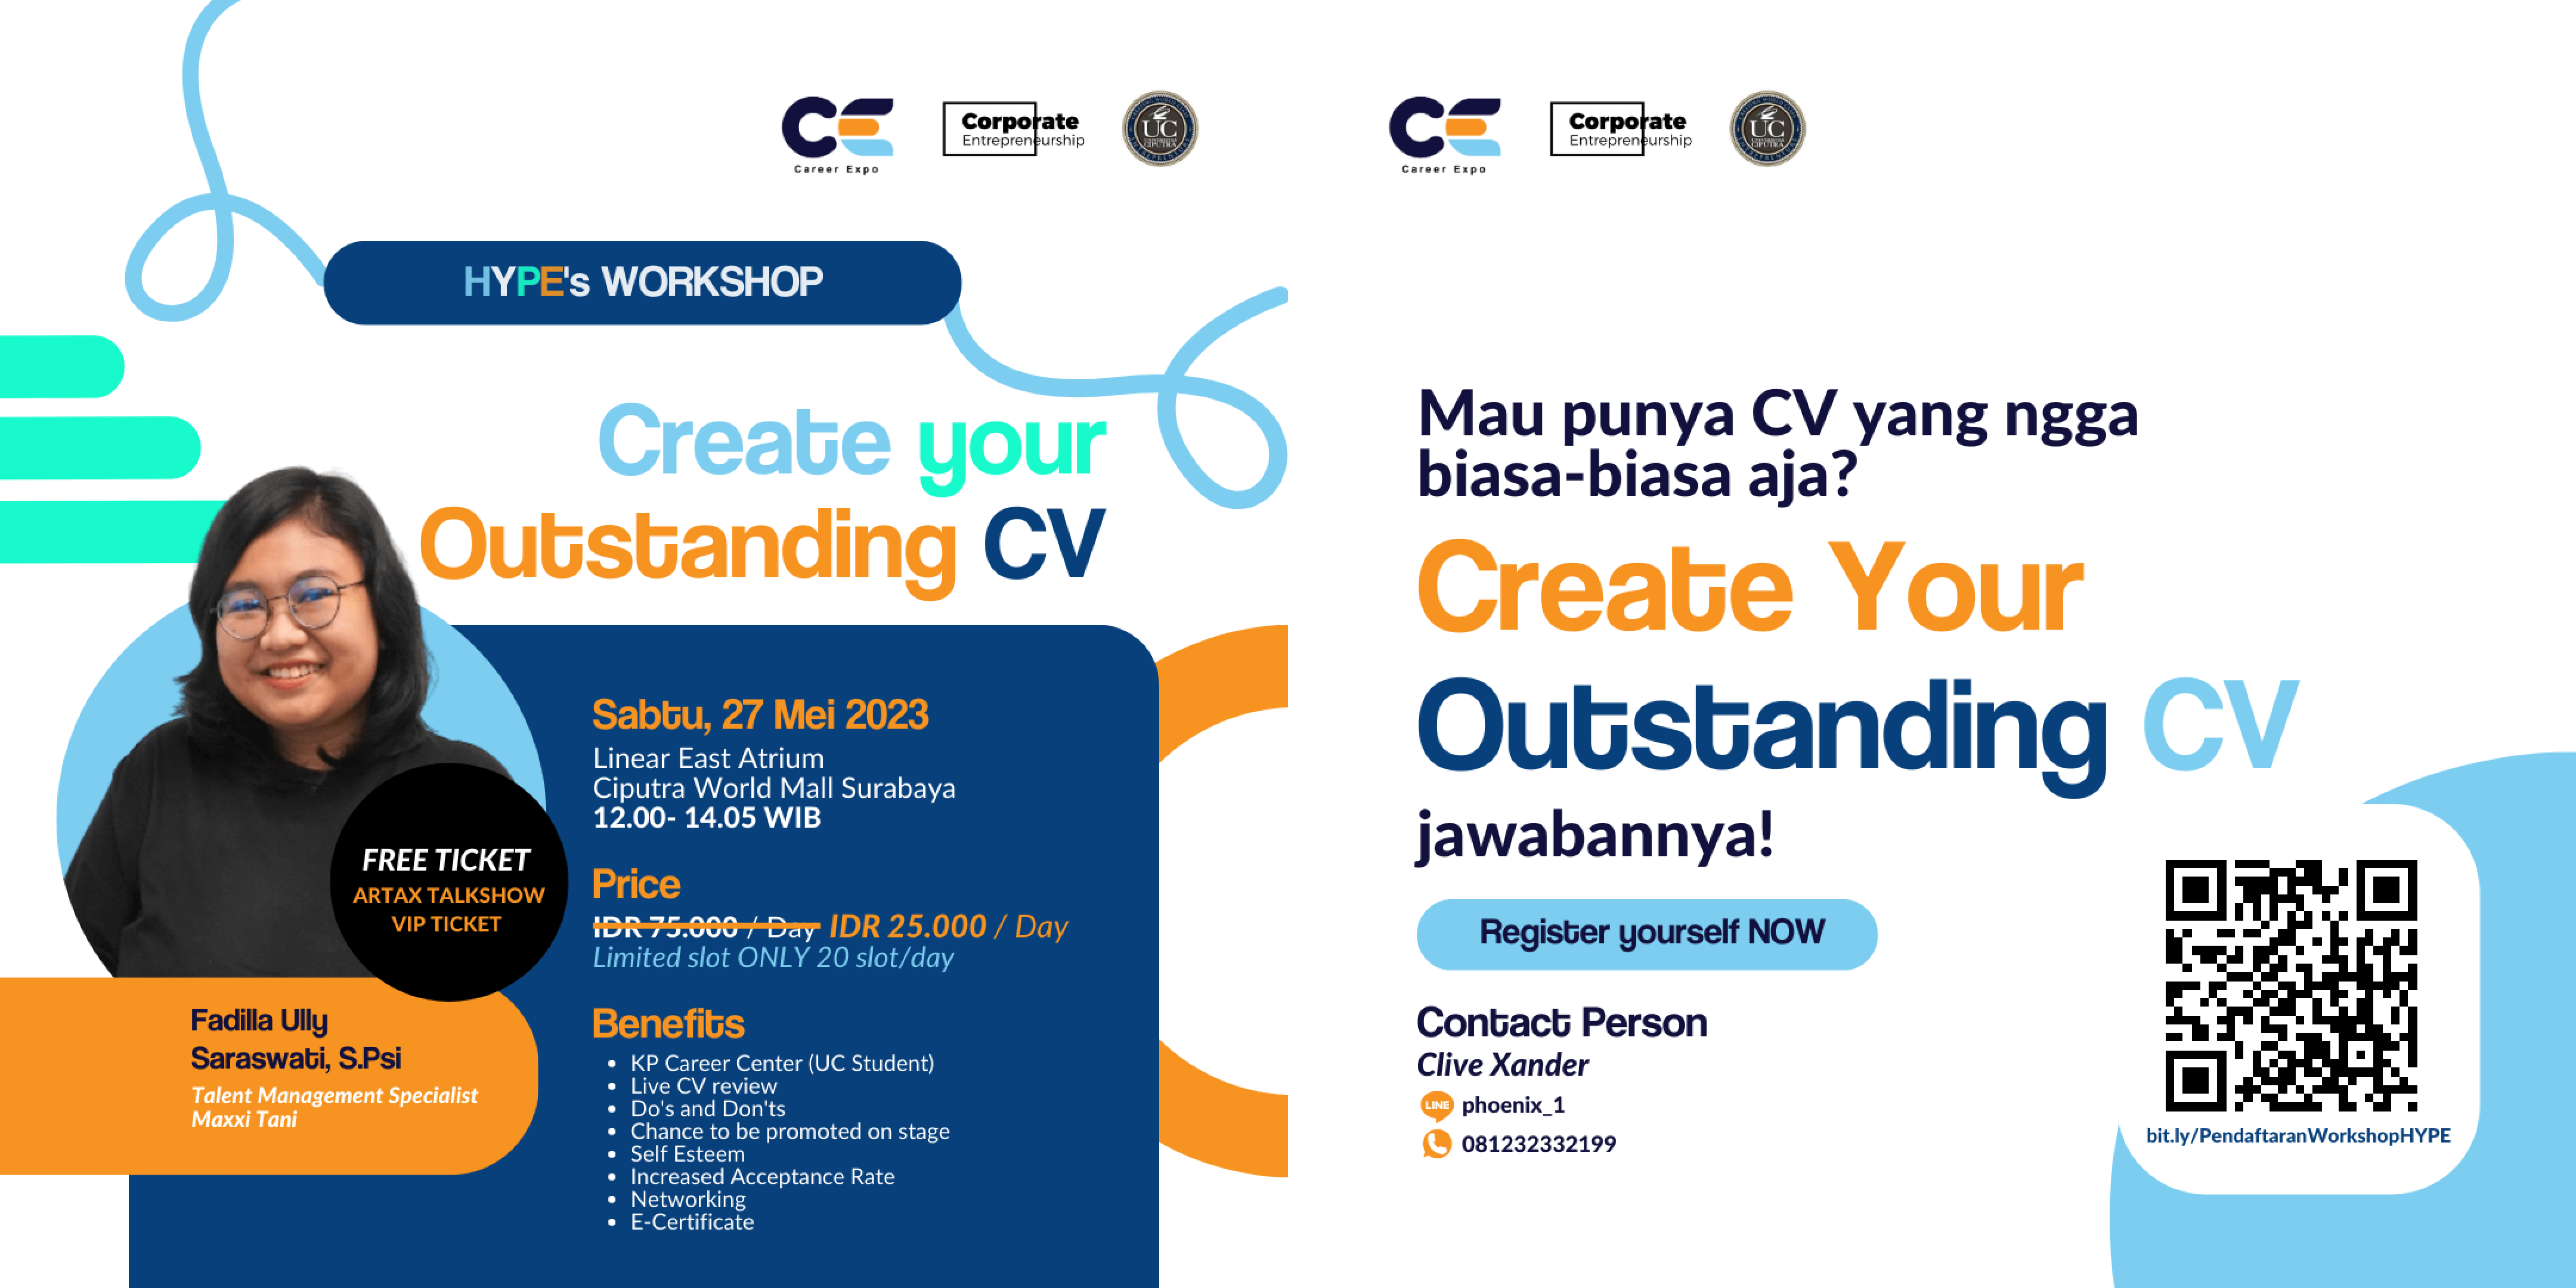 CE
Career Expo
Corporate
Entrepreneurship
UC
UNIVERSITAS
CIPUTRA
HYPE's WORKSHOP
Create your
Outstanding CV
Sabtu, 27 Mei 2023
Linear East Atrium
Ciputra World Mall Surabaya
12.00- 14.05 WIB
Price
IDR 75.000 / Day IDR 25.000 / Day
Limited slot ONLY 20 slot/day
Benefits
• KP Career Center (UC Student)
• Live CV review
• Do's and Don'ts
• Chance to be promoted on stage
• Self Esteem
• Increased Acceptance Rate
• Networking
• E-Certificate
FREE TICKET
ARTAX TALKSHOW
VIP TICKET
Fadilla Ully
Saraswati, S.Psi
Talent Management Specialist
Maxxi Tani
CE
Career Expo
Corporate
Entrepreneurship
UC
UNIVERSITAS
CIPUTRA
Mau punya CV yang ngga
biasa-biasa aja?
Create Your
Outstanding CV
jawabannya!
Register yourself NOW
Contact Person
Clive Xander
LINE phoenix_1
081232332199
bit.ly/PendaftaranWorkshopHYPE